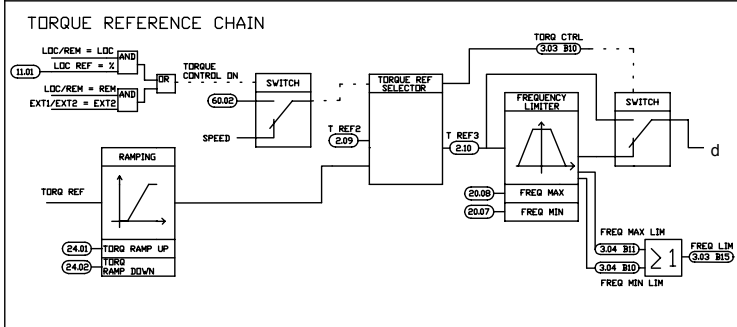 TORQUE REFERENCE CHAIN
LOC/REM = LOC
LOC REF = %
11.01
AND
LOC/REM = REM
EXT1/EXT2 = EXT2
AND
OR
TORQUE
CONTROL ON
SWITCH
60.02
SPEED
TORQUE REF
SELECTOR
T REF2
2.09
TORQ CTRL
3.03 B10
T REF3
2.10
FREQUENCY
LIMITER
20.08
FREQ MAX
20.07
FREQ MIN
SWITCH
d
RAMPING
TORQ REF
24.01
TORQ RAMP UP
24.02
TORQ
RAMP DOWN
FREQ MAX LIM
3.04 B11
3.04 B10
FREQ MIN LIM
≥1
FREQ LIM
3.03 B15